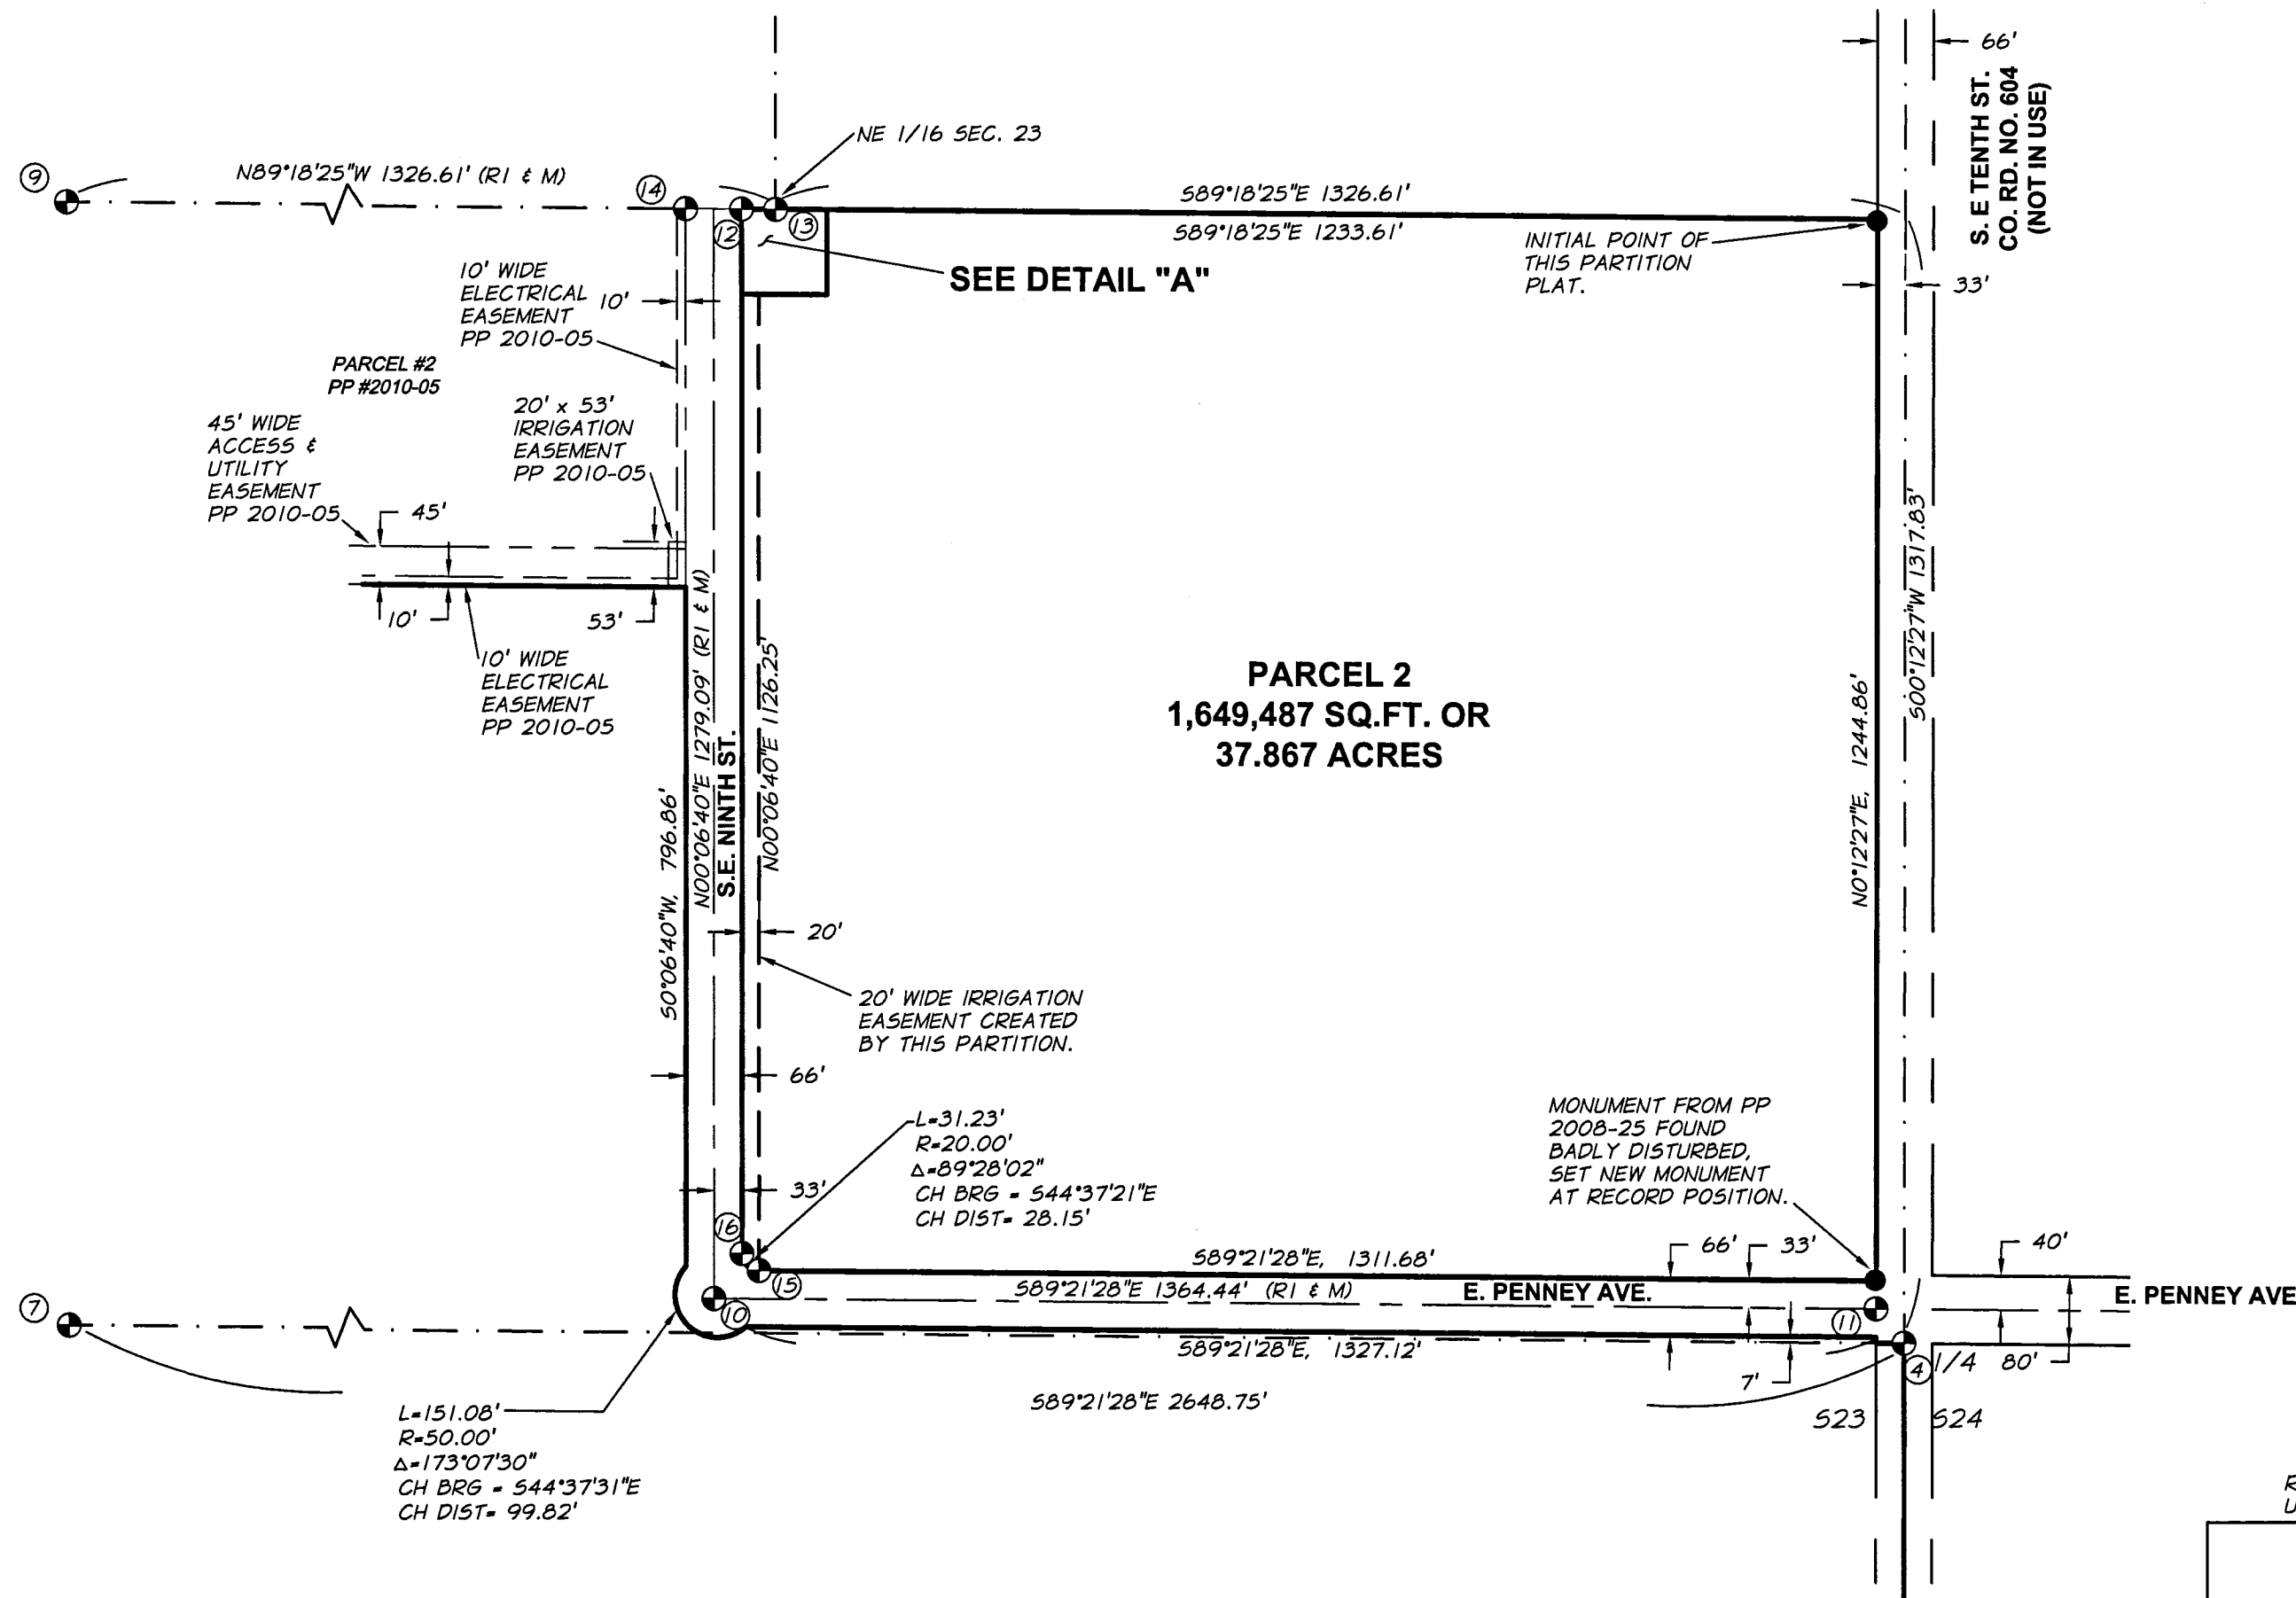 66'
S. E TENTH ST.
CO. RD. NO. 604
(NOT IN USE)
NE 1/16 SEC. 23
9
N89°18'25"W 1326.61' (R1 & M)
14
12
13
S89°18'25"E 1326.61'
S89°18'25"E 1233.61'
INITIAL POINT OF
THIS PARTITION
PLAT.
33'
SEE DETAIL "A"
10' WIDE
ELECTRICAL
EASEMENT
PP 2010-05
10'
PARCEL #2
PP #2010-05
45' WIDE
ACCESS &
UTILITY
EASEMENT
PP 2010-05
20' x 53'
IRRIGATION
EASEMENT
PP 2010-05
45'
10'
53'
10' WIDE
ELECTRICAL
EASEMENT
PP 2010-05
S0°06'40"W, 796.86'
N00°06'40"E 1279.09' (R1 & M)
S.E. NINTH ST.
N00°06'40"E 1126.25'
PARCEL 2
1,649,487 SQ.FT. OR
37.867 ACRES
N0°12'27"E, 1244.86'
S00°12'27"W 1317.83'
20'
20' WIDE IRRIGATION
EASEMENT CREATED
BY THIS PARTITION.
66'
L=31.23'
R=20.00'
Δ=89°28'02"
CH BRG = S44°37'21"E
CH DIST= 28.15'
33'
MONUMENT FROM PP
2008-25 FOUND
BADLY DISTURBED,
SET NEW MONUMENT
AT RECORD POSITION.
16
15
10
S89°21'28"E, 1311.68'
S89°21'28"E 1364.44' (R1 & M)
E. PENNEY AVE.
66'
33'
40'
E. PENNEY AVE
7
11
S89°21'28"E, 1327.12'
7'
4
1/4
80'
S89°21'28"E 2648.75'
S23
S24
L=151.08'
R=50.00'
Δ=173°07'30"
CH BRG = S44°37'31"E
CH DIST= 99.82'
R
U